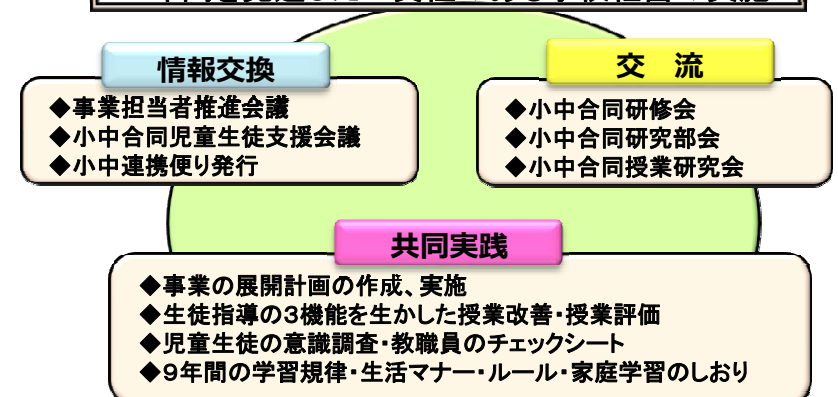 情報交換
◆事業担当者推進会議
◆小中合同児童生徒支援会議
◆小中連携便り発行
交　流
◆小中合同研修会
◆小中合同研究部会
◆小中合同授業研究会
共同実践
◆事業の展開計画の作成、実施
◆生徒指導の３機能を生かした授業改善・授業評価
◆児童生徒の意識調査・教職員のチェックシート
◆９年間の学習規律・生活マナー・ルール・家庭学習のしおり